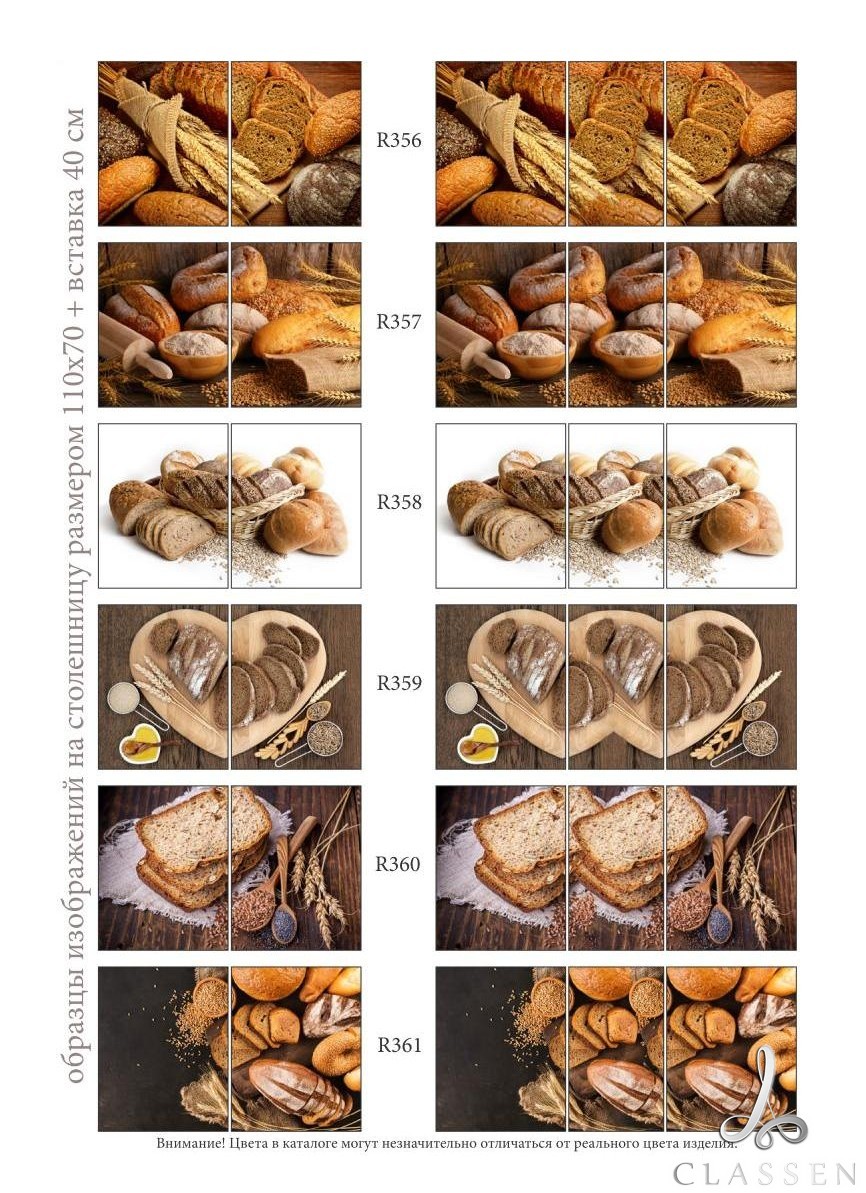 образцы изображений на столешницу размером 110х70 + вставка 40 см
R356
R357
R358
R359
R360
R361
Внимание! Цвета в каталоге могут незначительно отличаться от реального цвета изделия.
CLASSEN